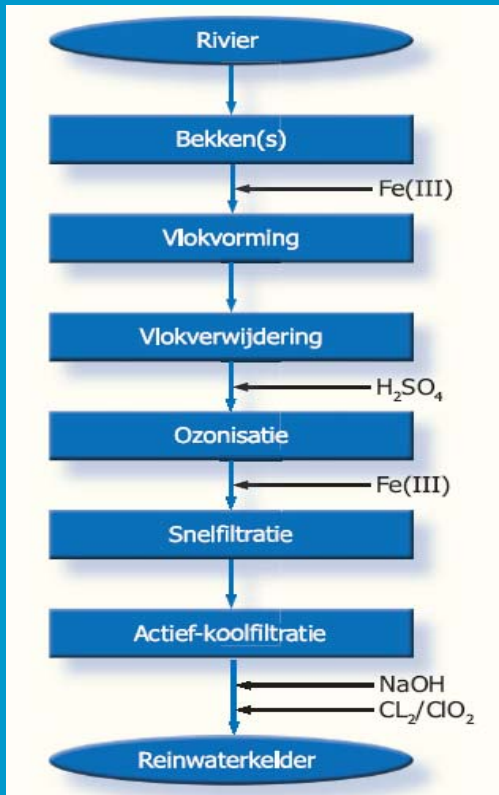 Rivier
Bekken(s)
Fe(III)
Vlokvorming
Vlokverwijdering
H₂SO₄
Ozonisatie
Fe(III)
Snelfiltratie
Actief-koolfiltratie
NaOH
CL₂/ClO₂
Reinwaterkelder